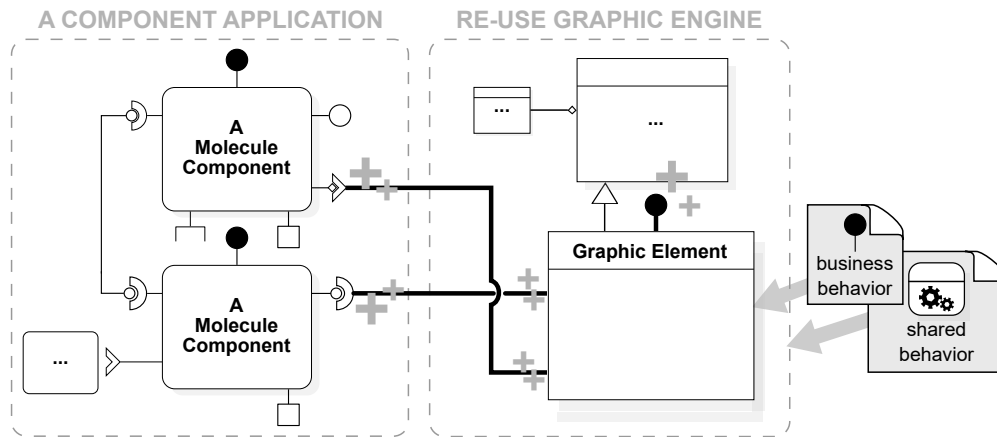 A COMPONENT APPLICATION
RE-USE GRAPHIC ENGINE
A
Molecule
Component
A
Molecule
Component
...
...
...
Graphic Element
business
behavior
shared
behavior